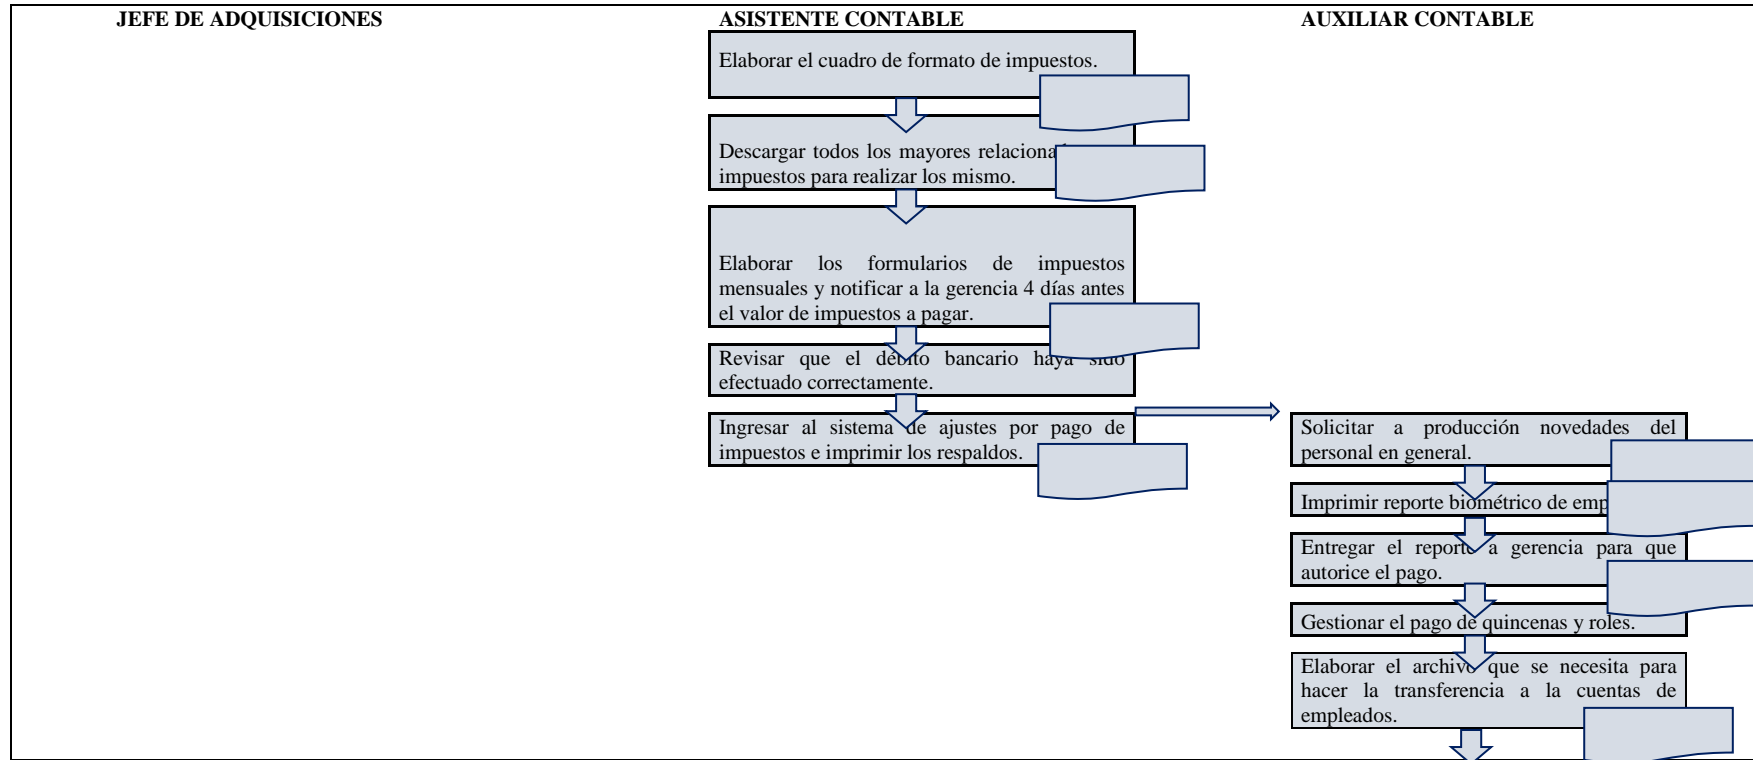 JEFE DE ADQUISICIONES
ASISTENTE CONTABLE
AUXILIAR CONTABLE
Elaborar el cuadro de formato de impuestos.
Descargar todos los mayores
impuestos para realizar los mismo.
Elaborar los formularios de impuestos
mensuales y notificar a la gerencia 4 días antes
el valor de impuestos a pagar.
Revisar que el débito bancario haya sido
efectuado correctamente.
Ingresar al sistema de ajustes por pago de
impuestos e imprimir los respaldos.
Solicitar a producción novedades del
personal en general.
Imprimir reporte biométrico de
Entregar el reporte a gerencia para que
autorice el pago.
Gestionar el pago de quincenas y roles.
Elaborar el archivo que se necesita para
hacer la transferencia a la cuentas de
empleados.